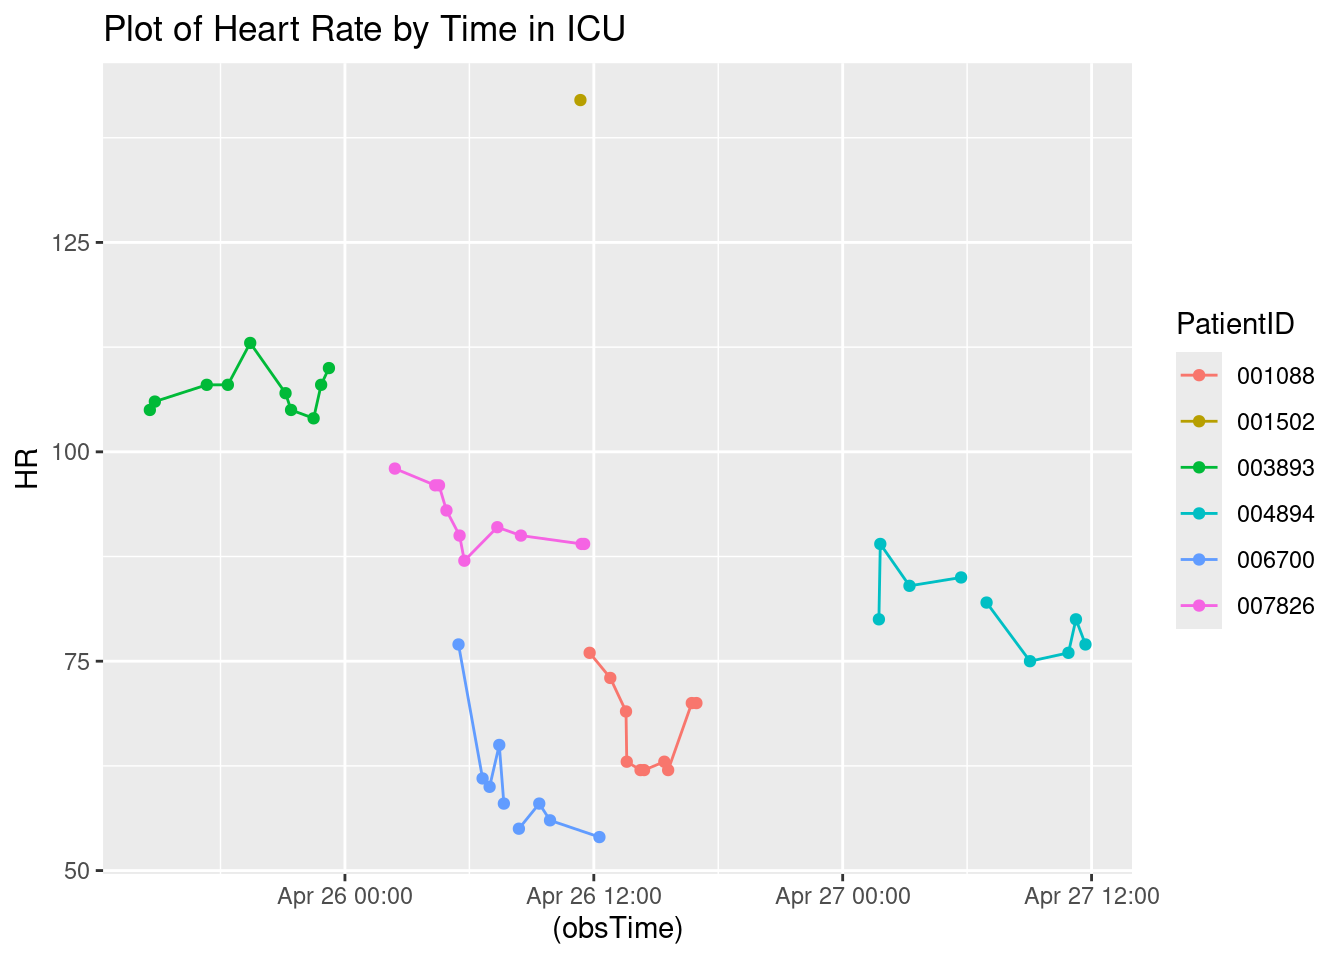 Plot of Heart Rate by Time in ICU
125
100
75
50
HR
Apr 26 00:00
Apr 26 12:00
Apr 27 00:00
Apr 27 12:00
(obsTime)
PatientID
001088
001502
003893
004894
006700
007826